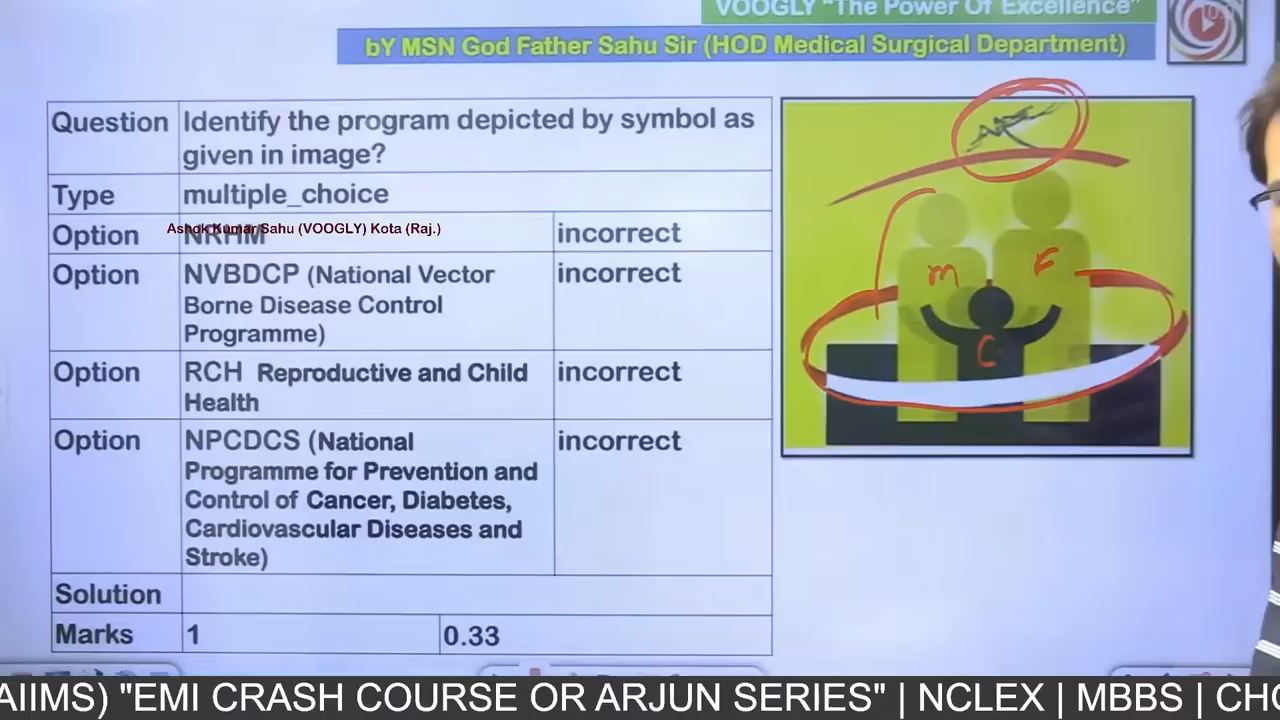 VOOGLY "The Power Of Excellence"
bY MSN God Father Sahu Sir (HOD Medical Surgical Department)
Question Identify the program depicted by symbol as
given in image?
Type multiple_choice
Ashok Kumar Sahu (VOOGLY) Kota (Raj.)
Option NRHM incorrect
Option NVBDCP (National Vector incorrect
Borne Disease Control
Programme)
Option RCH Reproductive and Child incorrect
Health
Option NPCDCS (National incorrect
Programme for Prevention and
Control of Cancer, Diabetes,
Cardiovascular Diseases and
Stroke)
Solution
Marks 1 0.33
m F
C
AIIMS) "EMI CRASH COURSE OR ARJUN SERIES" | NCLEX | MBBS | CHO